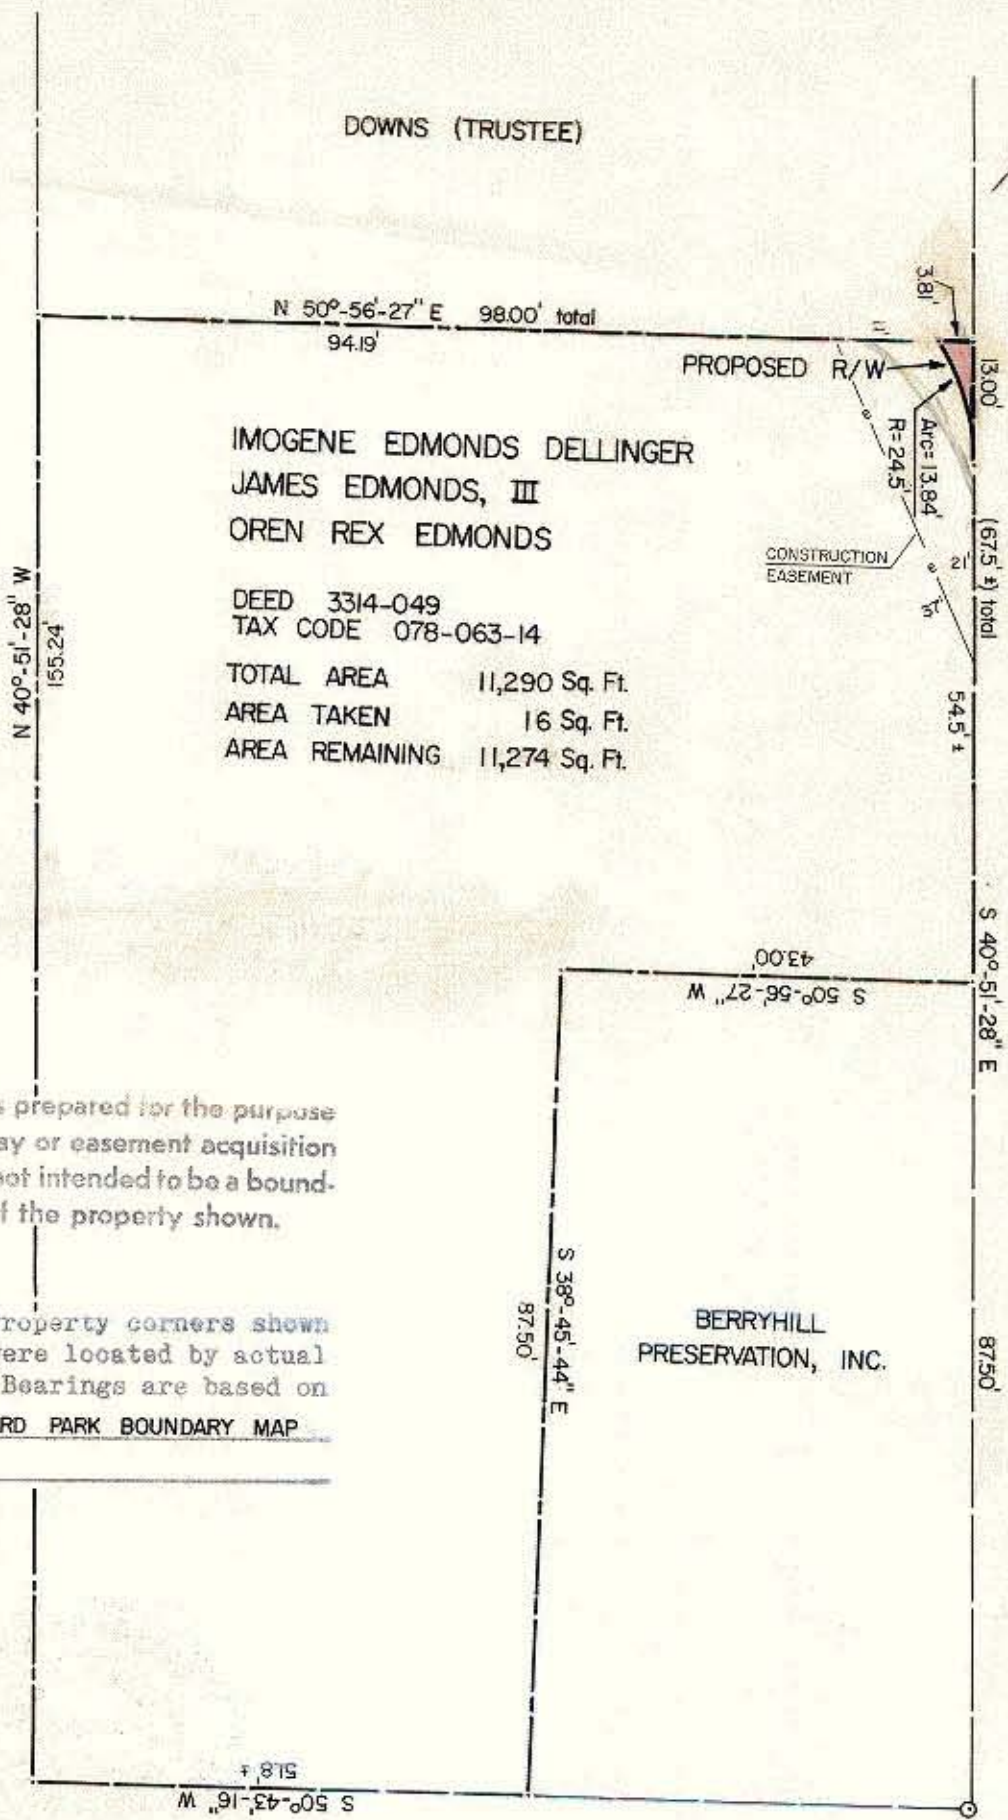 DOWNS (TRUSTEE)
N 50°-56'-27" E 98.00' total
94.19'
3.81'
11'
13.00'
PROPOSED R/W
Arc=13.84'
R=24.5'
IMOGENE EDMONDS DELLINGER
JAMES EDMONDS, III
OREN REX EDMONDS
CONSTRUCTION
EASEMENT
21'
(67.5' ±) total
54.5' ±
DEED 3314-049
TAX CODE 078-063-14
TOTAL AREA 11,290 Sq. Ft.
AREA TAKEN 16 Sq. Ft.
AREA REMAINING 11,274 Sq. Ft.
N 40°-51'-28" W
155.24'
S 40°-51'-28" E
43.00'
S 50°-56'-27" W
s prepared for the purpose
ay or easement acquisition
not intended to be a bound-
f the property shown.
roperty corners shown
ere located by actual
Bearings are based on
RD PARK BOUNDARY MAP
S 38°-45'-44" E
87.50'
BERRYHILL
PRESERVATION, INC.
87.50'
51.8' ±
S 50°-43'-16" W